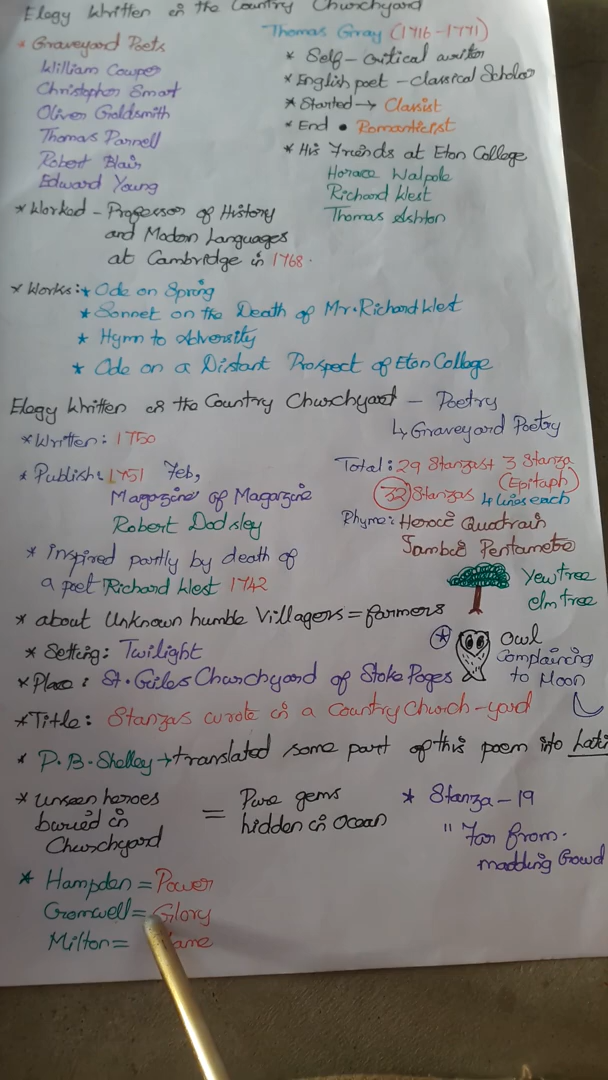 Elegy Written in the Country Churchyard
* Graveyard Poets
William Cowper
Christopher Smart
Oliver Goldsmith
Thomas Parnell
Robert Blair
Edward Young
* Worked - Professor of History
and Modern Languages
at Cambridge in 1768.
Thomas Gray (1716 - 1771)
* Self - Critical writer
* English poet - classical Scholar
* Started → Classist
* End • Romanticist
* His Friends at Eton College
Horace Walpole
Richard West
Thomas Ashton
* Works: * Ode on Spring
* Sonnet on the Death of Mr. Richard West
* Hymn to Adversity
* Ode on a Distant Prospect of Eton College
Elegy Written in the Country Churchyard - Poetry
↳ Graveyard Poetry
* Written: 1750
* Publish: 1751 Feb,
Magarzine of Magarzine
Robert Dodsley
* Inspired partly by death of
a poet Richard West 1742
Total: 29 Stanzas + 3 Stanza
(Epitaph)
32 Stanzas 4 lines each
Rhyme: Heroic Quatrain
Iambic Pentametre
Yew tree
elm tree
* about Unknown humble Villagers = farmers
* Setting: Twilight
* Place: St. Giles Churchyard of Stoke Poges
Owl
Complaining
to Moon
* Title: Stanzas wrote in a Country Church-yard
* P. B. Shelley → translated some part of this poem into
* unseen heroes
buried in
Churchyard
= Pure gems
hidden in Ocean
* Stanza - 19
" Far from.
madding Crowd
* Hampden = Power
Cromwell = Glory
Milton =